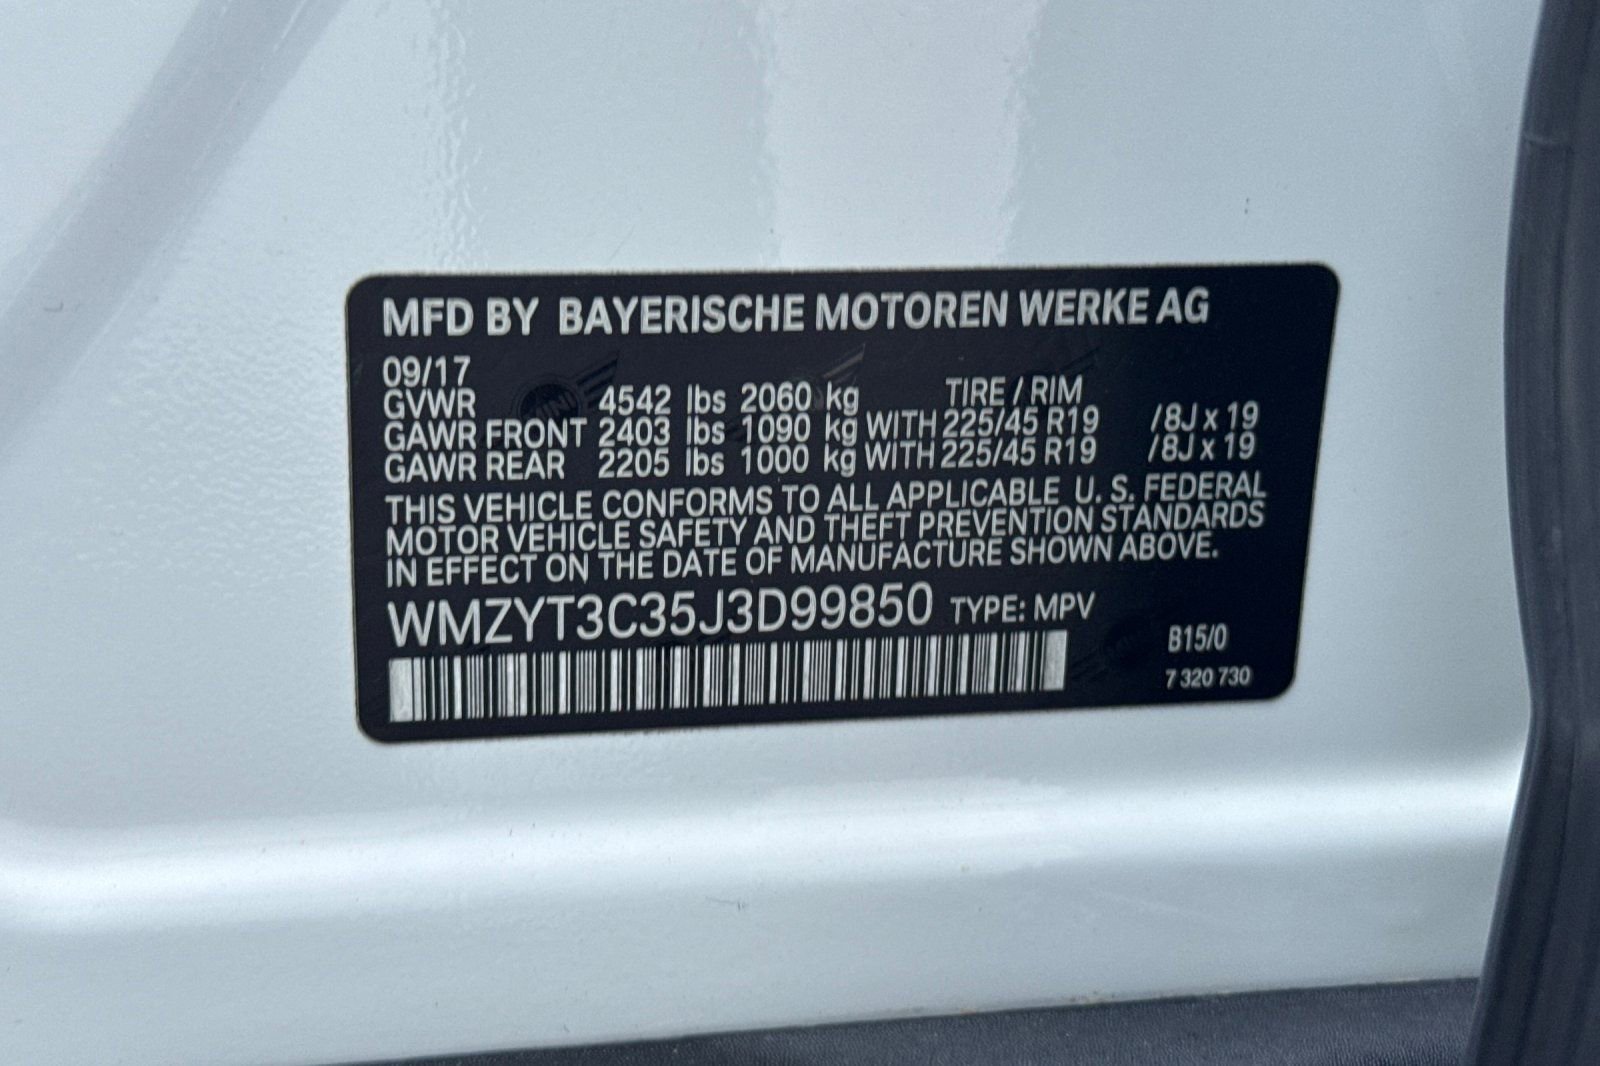 MFD BY BAYERISCHE MOTOREN WERKE AG
09/17
GVWR 4542 lbs 2060 kg TIRE / RIM
GAWR FRONT 2403 lbs 1090 kg WITH 225/45 R19 /8J x 19
GAWR REAR 2205 lbs 1000 kg WITH 225/45 R19 /8J x 19
THIS VEHICLE CONFORMS TO ALL APPLICABLE U. S. FEDERAL
MOTOR VEHICLE SAFETY AND THEFT PREVENTION STANDARDS
IN EFFECT ON THE DATE OF MANUFACTURE SHOWN ABOVE.
WMZYT3C35J3D99850 TYPE: MPV
B15/0
7 320 730